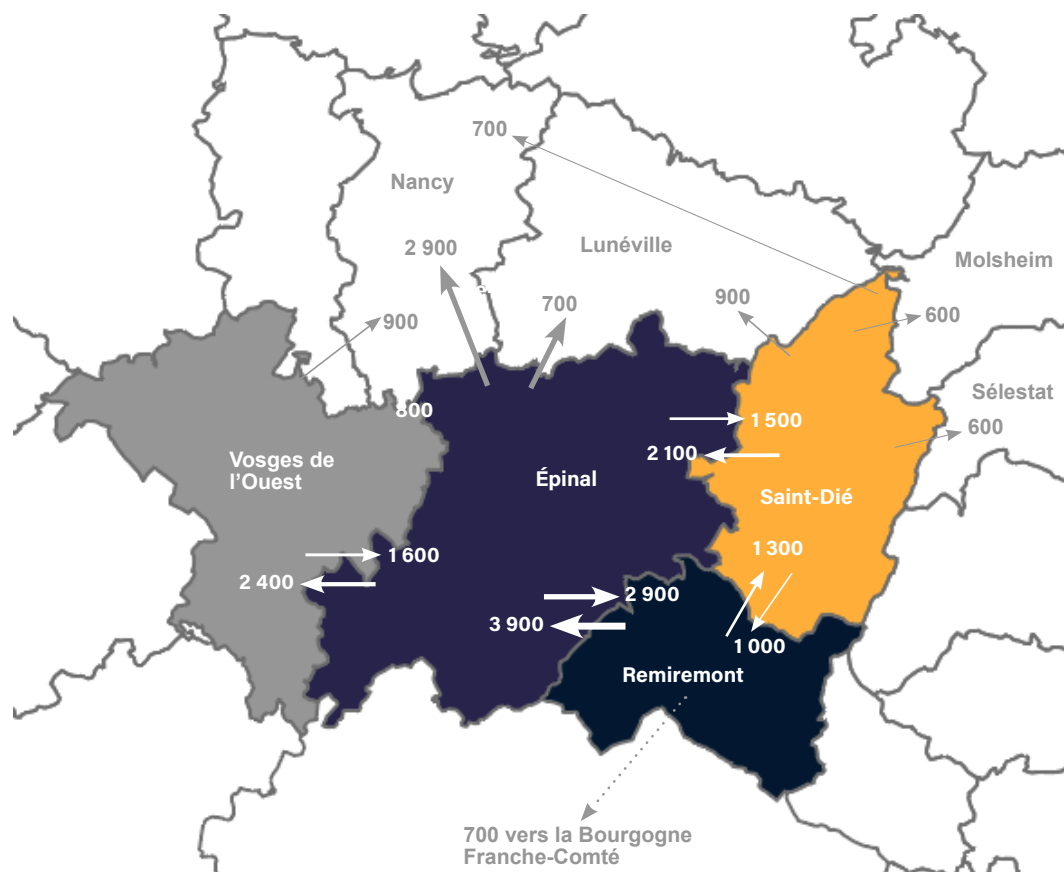 700
Nancy
2 900
Lunéville
Molsheim
700
900
900
600
Sélestat
800
1 500
600
2 100
Vosges de
l'Ouest
Épinal
Saint-Dié
1 600
1 300
2 400
2 900
3 900
1 000
Remiremont
700 vers la Bourgogne
Franche-Comté